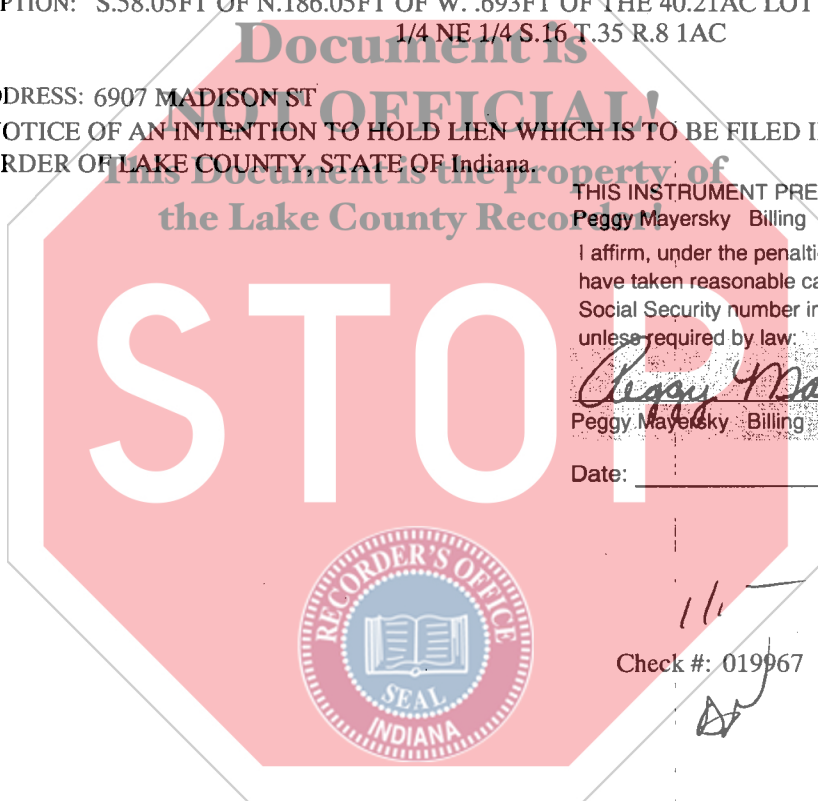 PTION: S.58.05FT OF N.186.05FT OF W. .693FT OF THE 40.21AC LOT
1/4 NE 1/4 S.16 T.35 R.8 1AC
Document is
DRESS: 6907 MADISON ST
NOT OFFICIAL!
OTICE OF AN INTENTION TO HOLD LIEN WHICH IS TO BE FILED I
RDER OF LAKE COUNTY, STATE OF Indiana.
This Document is the property of
the Lake County Recorder!
THIS INSTRUMENT PRE
Peggy Mayersky Billing
I affirm, under the penalti
have taken reasonable ca
Social Security number i
unless required by law:
Peggy Ma
Peggy Mayersky Billing
STOP
Date:
RECORDER'S OFFICE
SEAL
INDIANA
Check #: 019967